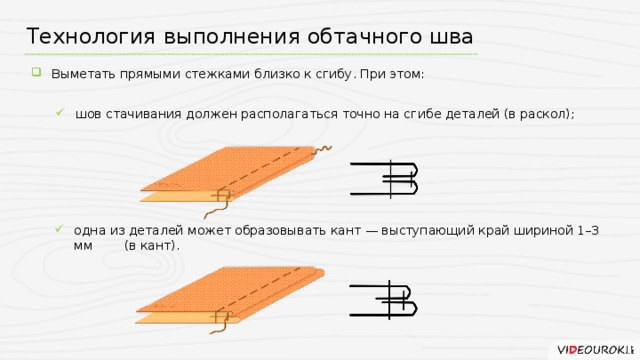 Технология выполнения обтачного шва
Выметать прямыми стежками близко к сгибу. При этом:
шов стачивания должен располагаться точно на сгибе деталей (в раскол);
одна из деталей может образовывать кант — выступающий край шириной 1–3
мм (в кант).
VIDEOUROKI